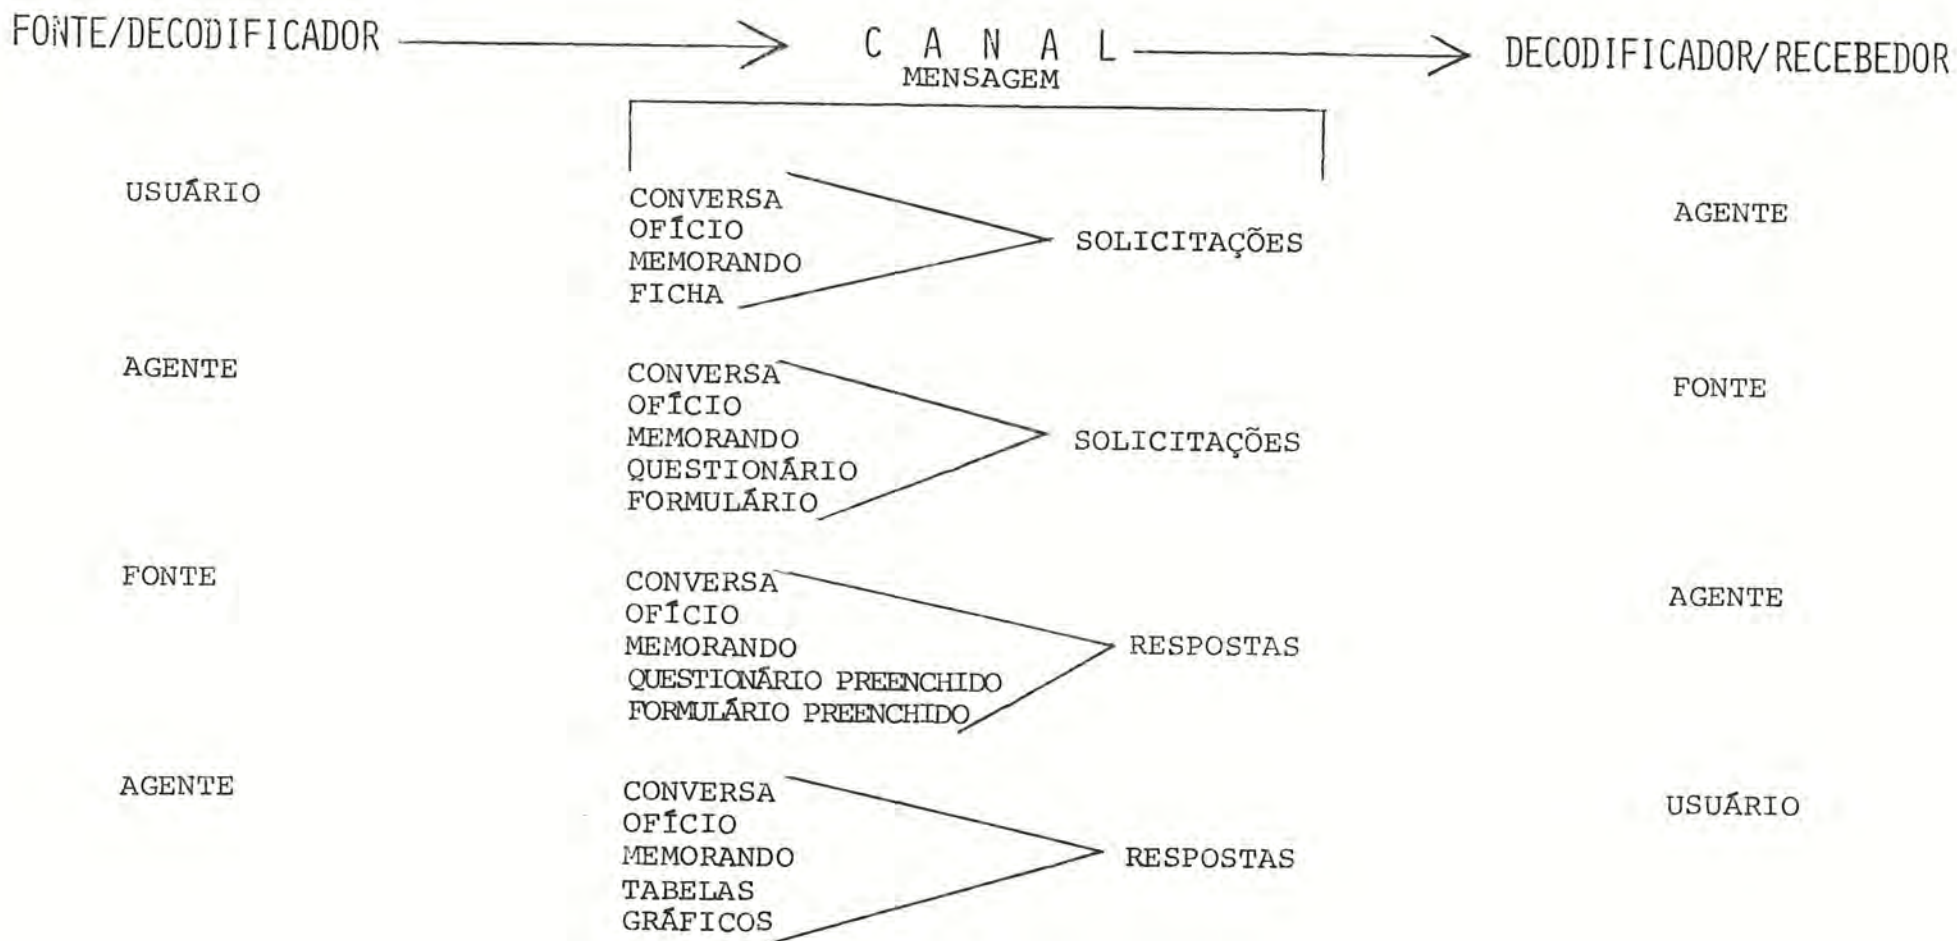 FONTE/DECODIFICADOR C A N A L DECODIFICADOR/RECEBEDOR
MENSAGEM
USUÁRIO
CONVERSA
OFÍCIO
MEMORANDO
FICHA
SOLICITAÇÕES
AGENTE
AGENTE
CONVERSA
OFÍCIO
MEMORANDO
QUESTIONÁRIO
FORMULÁRIO
SOLICITAÇÕES
FONTE
FONTE
CONVERSA
OFÍCIO
MEMORANDO
QUESTIONÁRIO PREENCHIDO
FORMULÁRIO PREENCHIDO
RESPOSTAS
AGENTE
AGENTE
CONVERSA
OFÍCIO
MEMORANDO
TABELAS
GRÁFICOS
RESPOSTAS
USUÁRIO